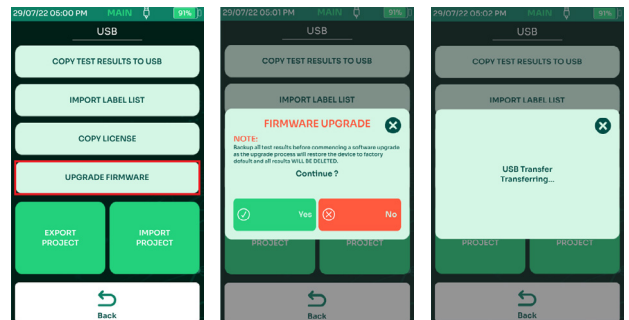 29/07/22 05:00 PM MAIN 91%
USB
COPY TEST RESULTS TO USB
IMPORT LABEL LIST
COPY LICENSE
UPGRADE FIRMWARE
EXPORT
PROJECT
IMPORT
PROJECT
Back
29/07/22 05:01 PM MAIN 91%
USB
COPY TEST RESULTS TO USB
IMPORT LABEL LIST
FIRMWARE UPGRADE
NOTE:
Backup all test results before commencing a software upgrade
as the upgrade process will restore the device to factory
default and all results WILL BE DELETED.
Continue ?
Yes
No
PROJECT
PROJECT
Back
29/07/22 05:02 PM MAIN 91%
USB
COPY TEST RESULTS TO USB
IMPORT LABEL LIST
USB Transfer
Transferring...
PROJECT
PROJECT
Back